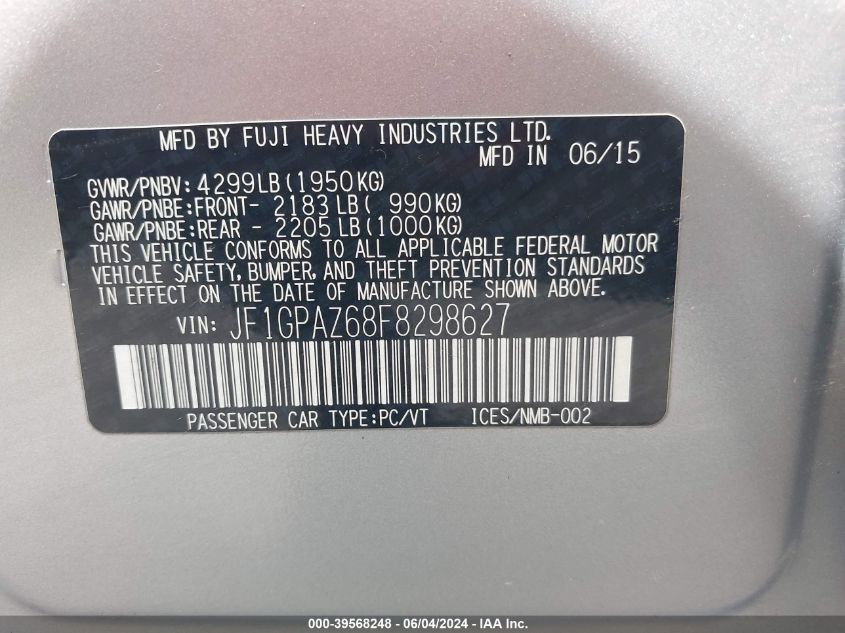 MFD BY FUJI HEAVY INDUSTRIES LTD.
MFD IN 06/15
GVWR/PNBV: 4299LB(1950KG)
GAWR/PNBE:FRONT- 2183 LB( 990KG)
GAWR/PNBE:REAR - 2205 LB(1000KG)
THIS VEHICLE CONFORMS TO ALL APPLICABLE FEDERAL MOTOR
VEHICLE SAFETY, BUMPER, AND THEFT PREVENTION STANDARDS
IN EFFECT ON THE DATE OF MANUFACTURE SHOWN ABOVE.
VIN: JF1GPAZ68F8298627
PASSENGER CAR TYPE:PC/VT ICES/NMB-002
000-39568248 - 06/04/2024 - IAA Inc.